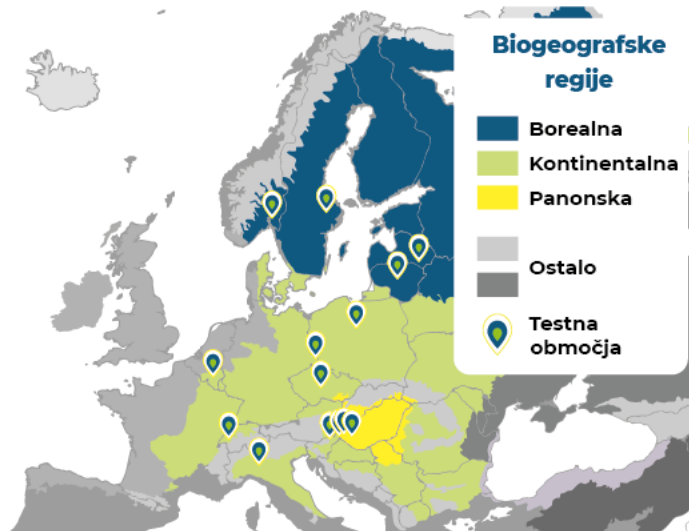 Biogeografske
regije
Borealna
Kontinentalna
Panonska
Ostalo
Testna
območja